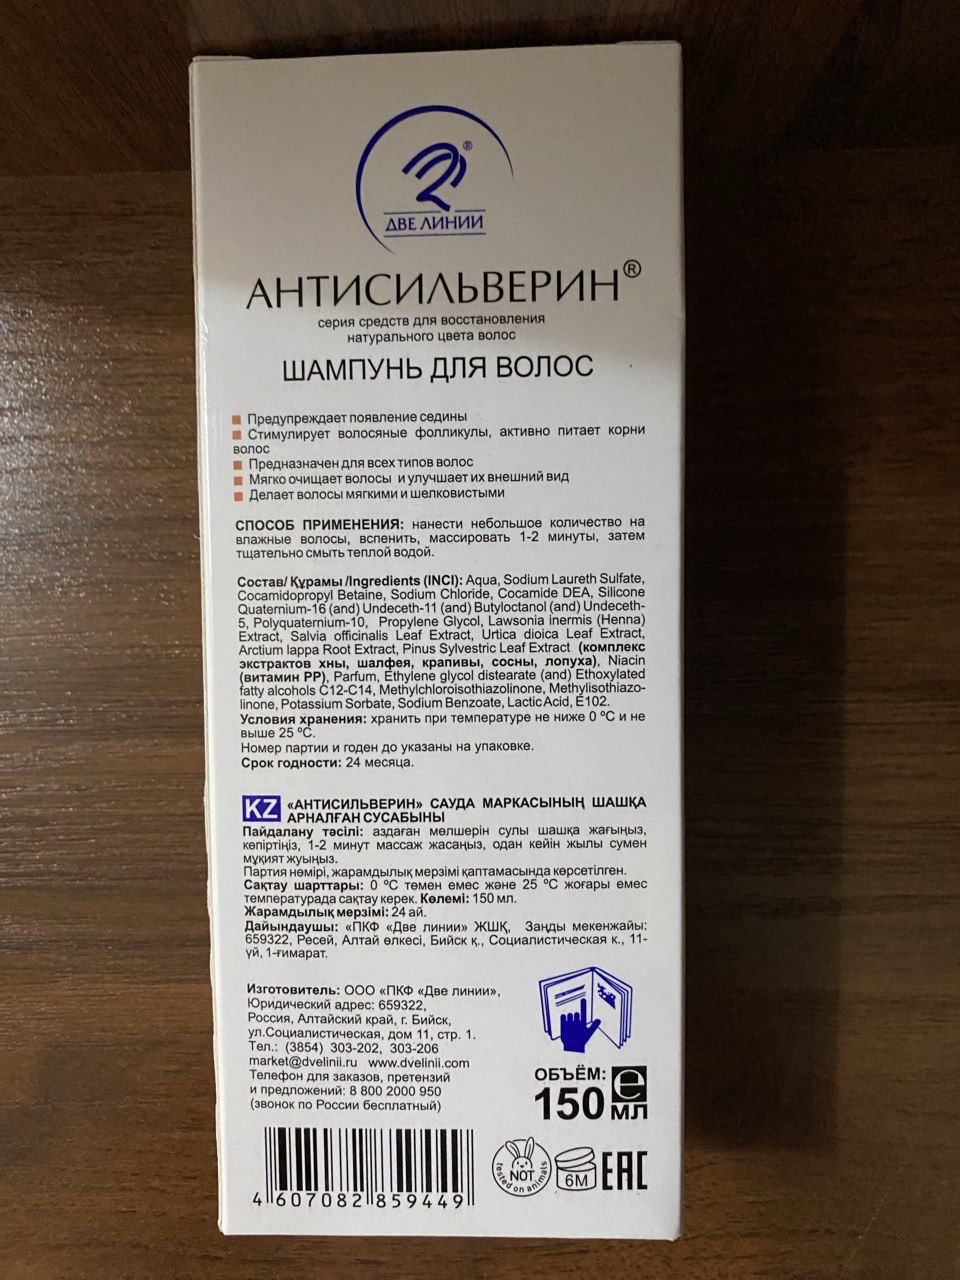 ®
ДВЕ ЛИНИИ
АНТИСИЛЬВЕРИН®
серия средств для восстановления
натурального цвета волос
ШАМПУНЬ ДЛЯ ВОЛОС
Предупреждает появление седины
Стимулирует волосяные фолликулы, активно питает корни
волос
Предназначен для всех типов волос
Мягко очищает волосы и улучшает их внешний вид
Делает волосы мягкими и шелковистыми
СПОСОБ ПРИМЕНЕНИЯ: нанести небольшое количество на
влажные волосы, вспенить, массировать 1-2 минуты, затем
тщательно смыть теплой водой.
Состав/ Құрамы /Ingredients (INCI): Aqua, Sodium Laureth Sulfate,
Cocamidopropyl Betaine, Sodium Chloride, Cocamide DEA, Silicone
Quaternium-16 (and) Undeceth-11 (and) Butyloctanol (and) Undeceth-
5, Polyquaternium-10, Propylene Glycol, Lawsonia inermis (Henna)
Extract, Salvia officinalis Leaf Extract, Urtica dioica Leaf Extract,
Arctium lappa Root Extract, Pinus Sylvestric Leaf Extract (комплекс
экстрактов хны, шалфея, крапивы, сосны, лопуха), Niacin
(витамин РР), Parfum, Ethylene glycol distearate (and) Ethoxylated
fatty alcohols C12-C14, Methylchloroisothiazolinone, Methylisothiazo-
linone, Potassium Sorbate, Sodium Benzoate, Lactic Acid, E102.
Условия хранения: хранить при температуре не ниже 0 ºС и не
выше 25 ºС.
Номер партии и годен до указаны на упаковке.
Срок годности: 24 месяца.
KZ «АНТИСИЛЬВЕРИН» САУДА МАРКАСЫНЫҢ ШАШҚА
АРНАЛҒАН СУСАБЫНЫ
Пайдалану тәсілі: аздаған мөлшерін сулы шашқа жағыңыз,
көпіртіңіз, 1-2 минут массаж жасаңыз, одан кейін жылы сумен
мұқият жуыңыз.
Партия нөмірі, жарамдылық мерзімі қаптамасында көрсетілген.
Сақтау шарттары: 0 ºС төмен емес және 25 ºС жоғары емес
температурада сақтау керек. Көлемі: 150 мл.
Жарамдылық мерзімі: 24 ай.
Дайындаушы: «ПКФ «Две линии» ЖШҚ, Заңды мекенжайы:
659322, Ресей, Алтай өлкесі, Бийск қ., Социалистическая к., 11-
үй, 1-ғимарат.
Изготовитель: ООО «ПКФ «Две линии»,
Юридический адрес: 659322,
Россия, Алтайский край, г. Бийск,
ул.Социалистическая, дом 11, стр. 1.
Тел.: (3854) 303-202, 303-206
market@dvelinii.ru www.dvelinii.com
Телефон для заказов, претензий
и предложений: 8 800 2000 950
(звонок по России бесплатный)
ОБЪЁМ: e
150 МЛ
4 607082 859449
NOT
tested on animals
6M
EAC